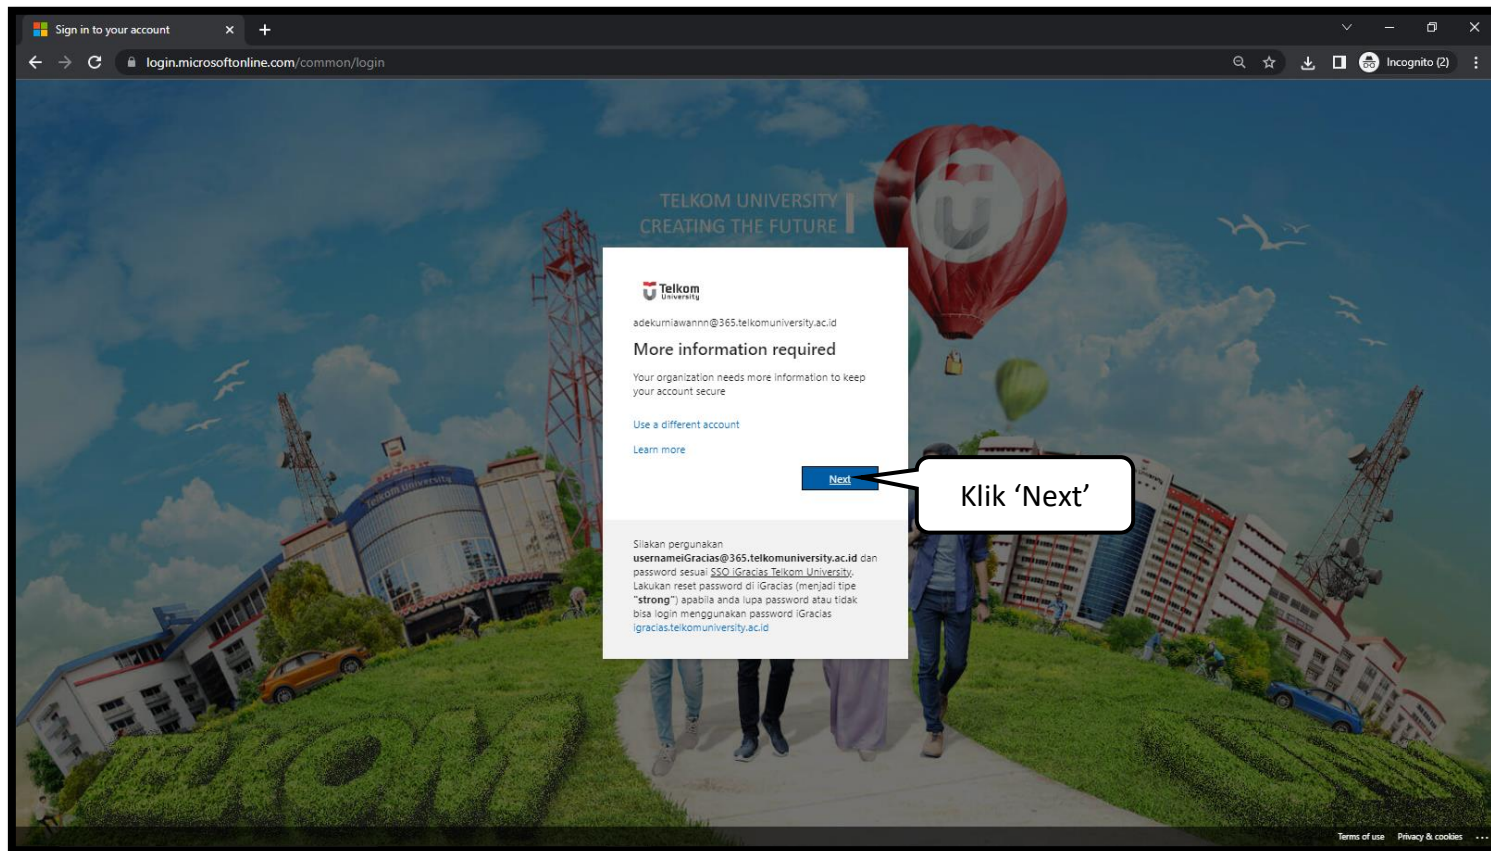 Sign in to your account
login.microsoftonline.com/common/login
Incognito (2)
TELKOM UNIVERSITY
CREATING THE FUTURE
Telkom
University
adekurniawannn@365.telkomuniversity.ac.id
More information required
Your organization needs more information to keep
your account secure
Use a different account
Learn more
Next
Klik ‘Next’
Silakan pergunakan
usernameiGracias@365.telkomuniversity.ac.id dan
password sesuai SSO iGracias Telkom University.
Lakukan reset password di iGracias (menjadi tipe
"strong") apabila anda lupa password atau tidak
bisa login menggunakan password iGracias
igracias.telkomuniversity.ac.id
Telkom University
Terms of use Privacy & cookies ...